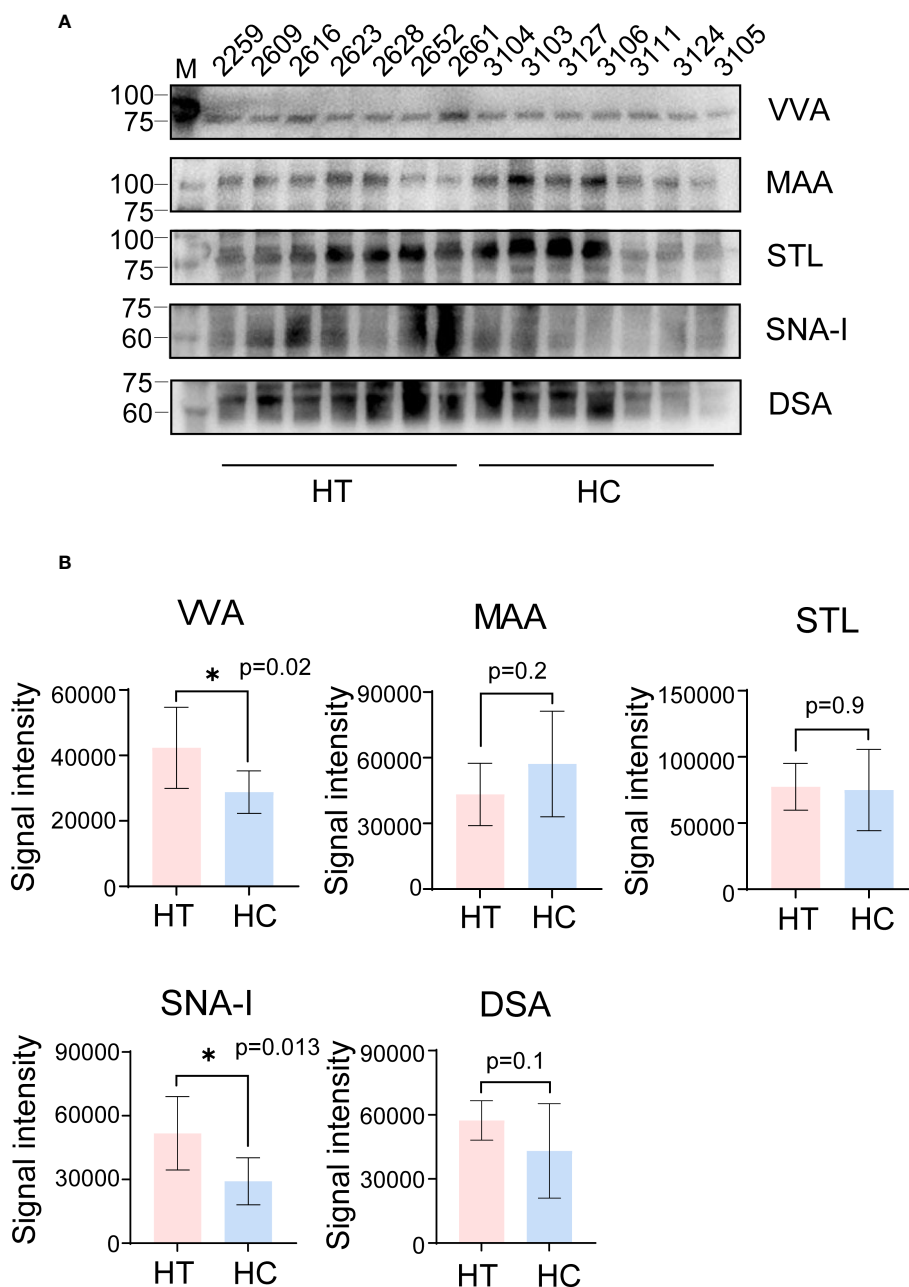 A
M 2259 2609 2616 2623 2628 2652 2661 3104 3103 3127 3106 3111 3124 3105
100
75
VVA
100
75
MAA
100
75
STL
75
60
SNA-I
75
60
DSA
HT HC
B
VVA
* p=0.02
Signal intensity
60000
40000
20000
0
HT HC
MAA
p=0.2
Signal intensity
90000
60000
30000
0
HT HC
STL
p=0.9
Signal intensity
150000
100000
50000
0
HT HC
SNA-I
* p=0.013
Signal intensity
90000
60000
30000
0
HT HC
DSA
p=0.1
Signal intensity
90000
60000
30000
0
HT HC